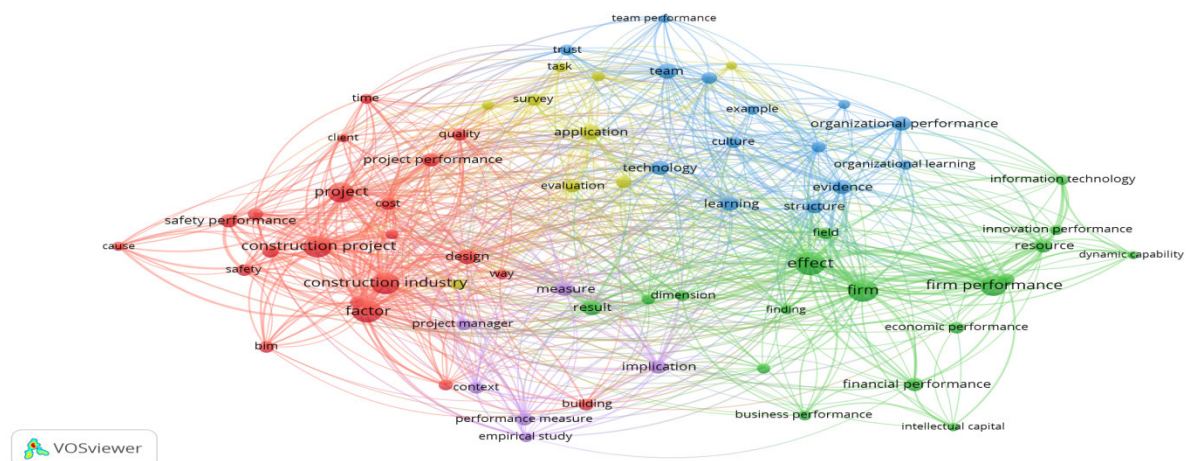 team performance
trust
task
team
time
survey
example
client
quality
application
organizational performance
culture
project performance
technology
organizational learning
evaluation
information technology
project
evidence
cost
learning
structure
safety performance
field
innovation performance
cause
construction project
resource
dynamic capability
design
effect
safety
way
construction industry
measure
firm
firm performance
dimension
factor
result
finding
project manager
economic performance
bim
implication
context
financial performance
building
business performance
performance measure
intellectual capital
empirical study
VOSviewer